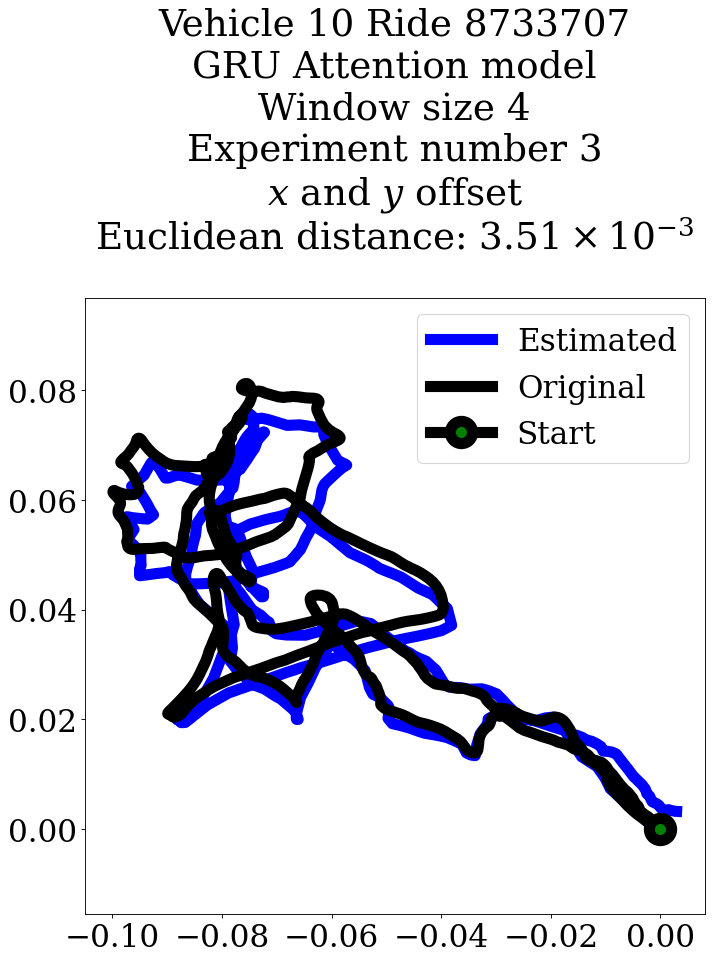 Vehicle 10 Ride 8733707
GRU Attention model
Window size 4
Experiment number 3
x and y offset
Euclidean distance: 3.51 × 10⁻³
Estimated
Original
Start
0.08
0.06
0.04
0.02
0.00
−0.10 −0.08 −0.06 −0.04 −0.02 0.00